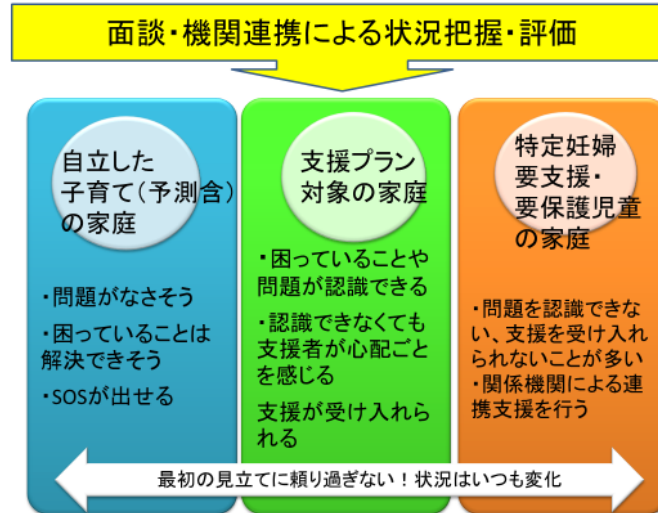 面談・機関連携による状況把握・評価
自立した
子育て(予測含)
の家庭
・問題がなさそう
・困っていることは
解決できそう
・SOSが出せる
支援プラン
対象の家庭
・困っていることや
問題が認識できる
・認識できなくても
支援者が心配ごと
を感じる
支援が受け入れら
れる
特定妊婦
要支援・
要保護児童
の家庭
・問題を認識できな
い、支援を受け入れ
られないことが多い
・関係機関による連
携支援を行う
最初の見立てに頼り過ぎない！状況はいつも変化